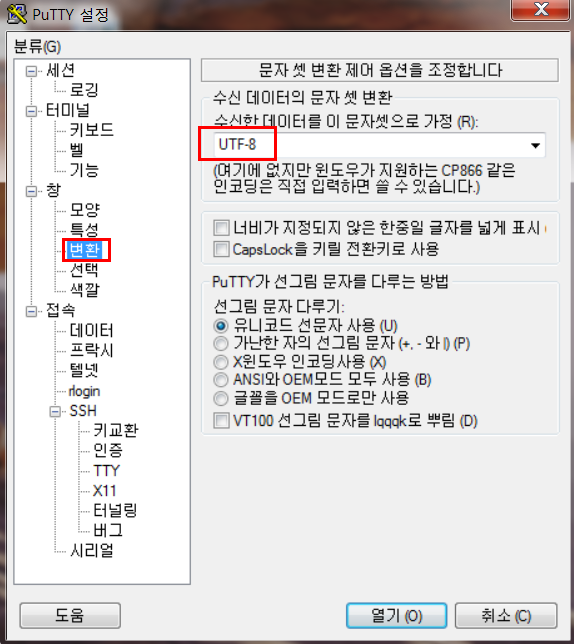 PuTTY 설정
분류(G)
세션
로깅
터미널
키보드
벨
기능
창
모양
특성
변환
선택
색깔
접속
데이터
프락시
텔넷
rlogin
SSH
키교환
인증
TTY
X11
터널링
버그
시리얼
문자 셋 변환 제어 옵션을 조정합니다
수신 데이터의 문자 셋 변환
수신한 데이터를 이 문자셋으로 가정 (R):
UTF-8
(여기에 없지만 윈도우가 지원하는 CP866 같은
인코딩은 직접 입력하면 쓸 수 있습니다.)
너비가 지정되지 않은 한중일 글자를 넓게 표시 (
CapsLock을 키릴 전환키로 사용
PuTTY가 선그림 문자를 다루는 방법
선그림 문자 다루기:
유니코드 선문자 사용 (U)
가난한 자의 선그림 문자 (+, - 와 |) (P)
X윈도우 인코딩사용 (X)
ANSI와 OEM모드 모두 사용 (B)
글꼴을 OEM 모드로만 사용
VT100 선그림 문자를 lqqqk로 뿌림 (D)
도움
열기 (O)
취소 (C)